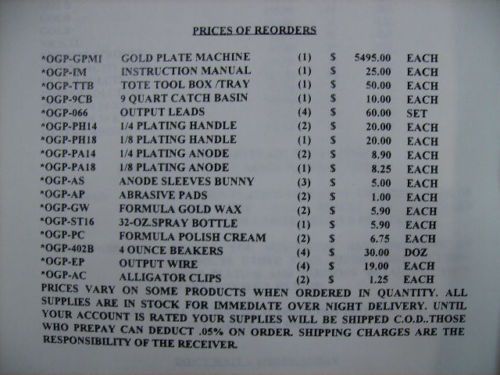 PRICES OF REORDERS
*OGP-GPM1 GOLD PLATE MACHINE (1) $ 5495.00 EACH
*OGP-IM INSTRUCTION MANUAL (1) $ 25.00 EACH
*OGP-TTB TOTE TOOL BOX /TRAY (1) $ 50.00 EACH
*OGP-9CB 9 QUART CATCH BASIN (1) $ 10.00 EACH
*OGP-066 OUTPUT LEADS (4) $ 60.00 SET
*OGP-PH14 1/4 PLATING HANDLE (2) $ 20.00 EACH
*OGP-PH18 1/8 PLATING HANDLE (1) $ 20.00 EACH
*OGP-PA14 1/4 PLATING ANODE (2) $ 8.90 EACH
*OGP-PA18 1/8 PLATING ANODE (1) $ 8.25 EACH
*OGP-AS ANODE SLEEVES BUNNY (3) $ 5.00 EACH
*OGP-AP ABRASIVE PADS (2) $ 1.00 EACH
*OGP-GW FORMULA GOLD WAX (2) $ 5.90 EACH
*OGP-ST16 32-OZ.SPRAY BOTTLE (1) $ 5.90 EACH
*OGP-PC FORMULA POLISH CREAM (2) $ 6.75 EACH
*OGP-402B 4 OUNCE BEAKERS (4) $ 30.00 DOZ
*OGP-EP OUTPUT WIRE (4) $ 19.00 EACH
*OGP-AC ALLIGATOR CLIPS (2) $ 1.25 EACH
PRICES VARY ON SOME PRODUCTS WHEN ORDERED IN QUANTITY. ALL
SUPPLIES ARE IN STOCK FOR IMMEDIATE OVER NIGHT DELIVERY. UNTIL
YOUR ACCOUNT IS RATED YOUR SUPPLIES WILL BE SHIPPED C.O.D..THOSE
WHO PREPAY CAN DEDUCT .05% ON ORDER. SHIPPING CHARGES ARE THE
RESPONSIBILITY OF THE RECEIVER.